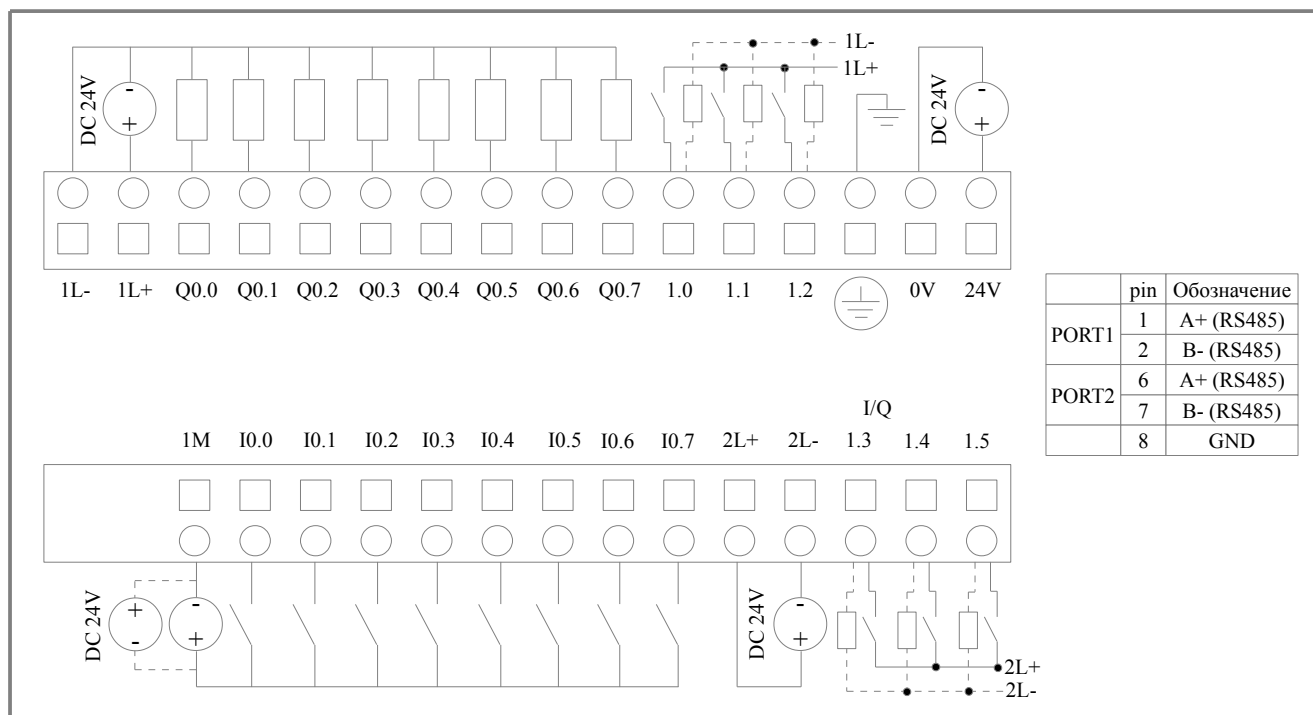 1L-
1L+
DC 24V
- +
DC 24V
- +
1L- 1L+ Q0.0 Q0.1 Q0.2 Q0.3 Q0.4 Q0.5 Q0.6 Q0.7 1.0 1.1 1.2 0V 24V
pin Обозначение
PORT1 1 A+ (RS485)
2 B- (RS485)
PORT2 6 A+ (RS485)
7 B- (RS485)
8 GND
I/Q
1M I0.0 I0.1 I0.2 I0.3 I0.4 I0.5 I0.6 I0.7 2L+ 2L- 1.3 1.4 1.5
DC 24V
+ -
- +
DC 24V
- +
2L+
2L-